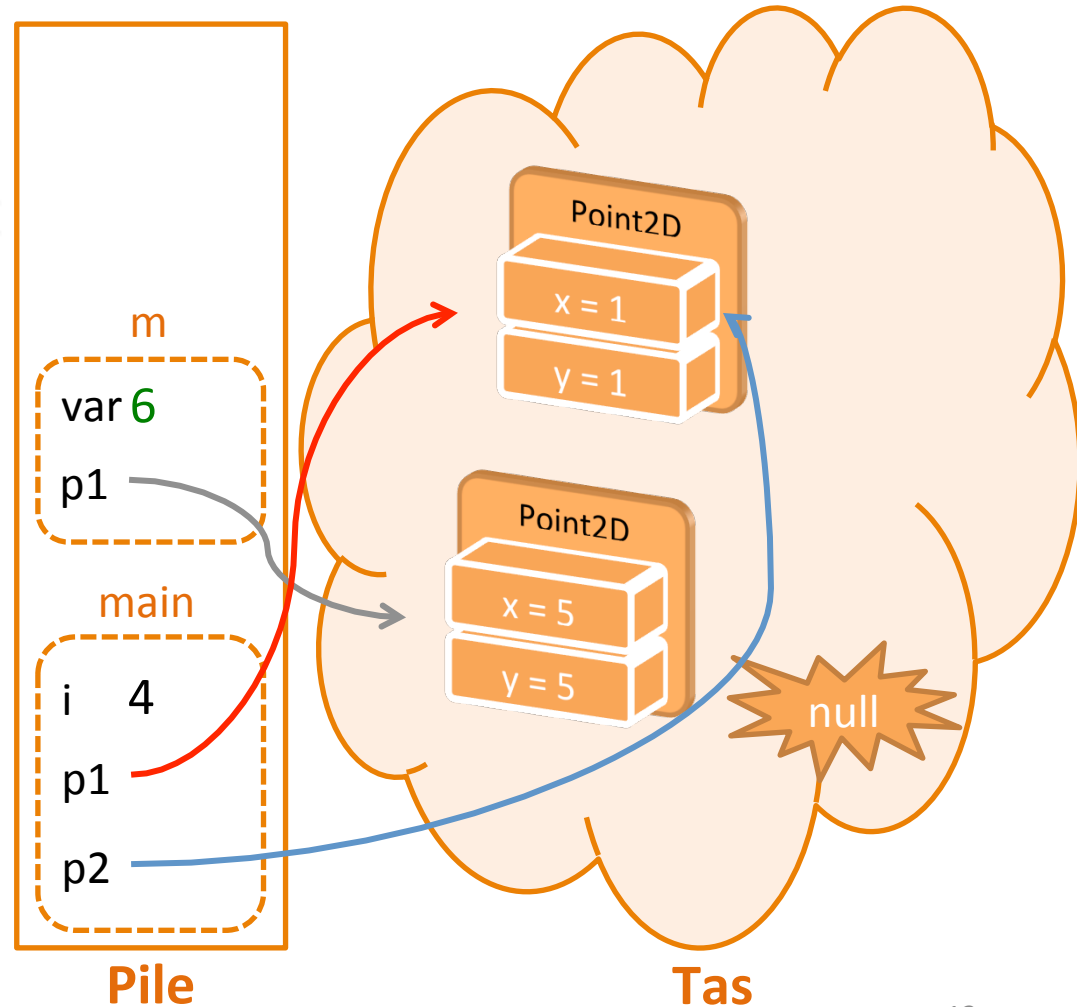 m
var 6
p1
main
i 4
p1
p2
Pile
Point2D
x = 1
y = 1
Point2D
x = 5
y = 5
null
Tas